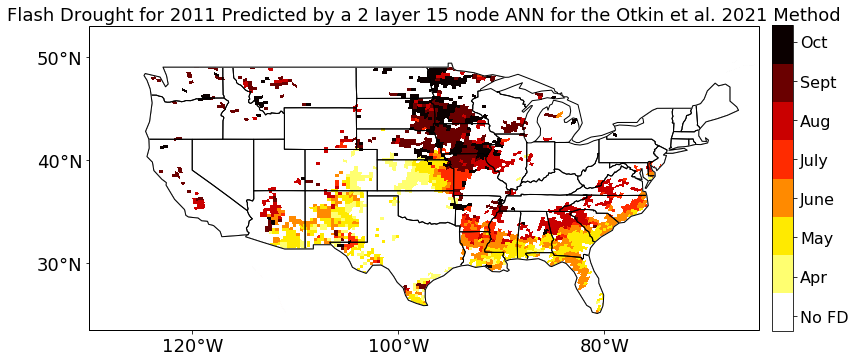 Flash Drought for 2011 Predicted by a 2 layer 15 node ANN for the Otkin et al. 2021 Method
50°N
40°N
30°N
120°W
100°W
80°W
Oct
Sept
Aug
July
June
May
Apr
No FD